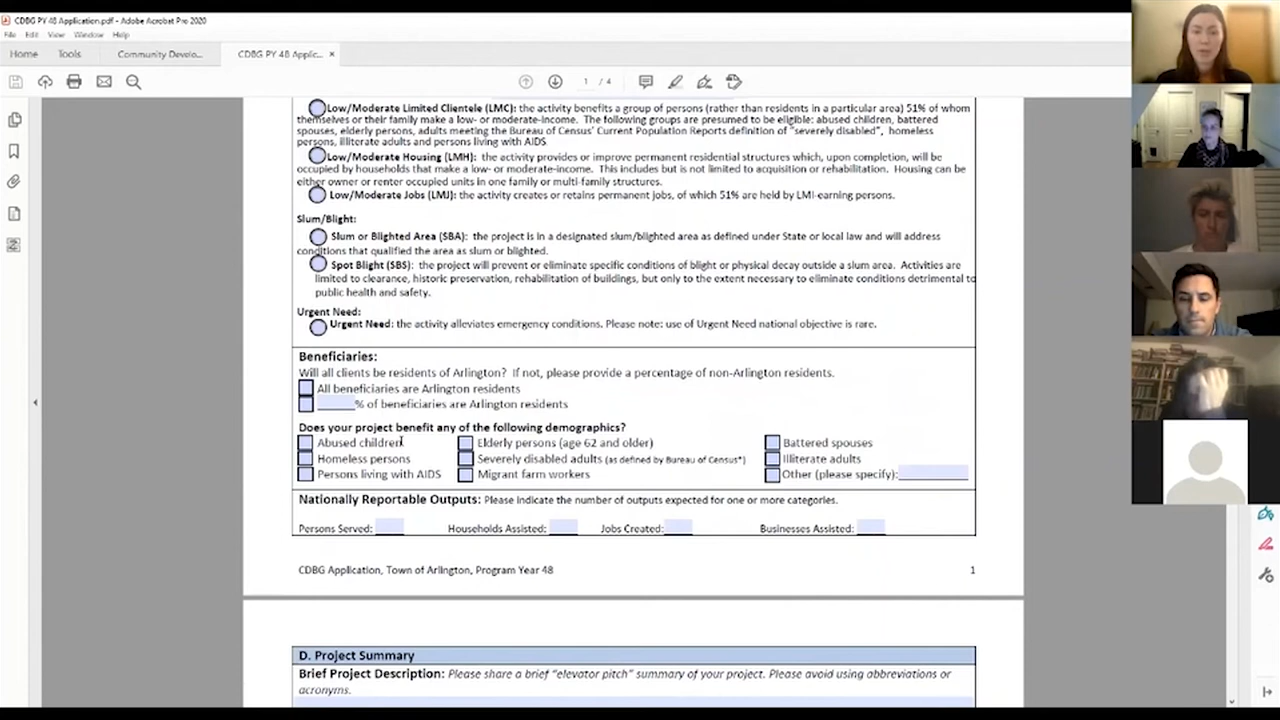 CDBG PY 48 Application.pdf - Adobe Acrobat Pro 2020
File Edit View Window Help
Home Tools Community Develo... CDBG PY 48 Applic... ×
1 / 4
Low/Moderate Limited Clientele (LMC): the activity benefits a group of persons (rather than residents in a particular area) 51% of whom
themselves or their family make a low- or moderate-income. The following groups are presumed to be eligible: abused children, battered
spouses, elderly persons, adults meeting the Bureau of Census' Current Population Reports definition of "severely disabled", homeless
persons, illiterate adults and persons living with AIDS
Low/Moderate Housing (LMH): the activity provides or improve permanent residential structures which, upon completion, will be
occupied by households that make a low- or moderate-income. This includes but is not limited to acquisition or rehabilitation. Housing can be
either owner or renter occupied units in one family or multi-family structures.
Low/Moderate Jobs (LMJ): the activity creates or retains permanent jobs, of which 51% are held by LMI-earning persons.
Slum/Blight:
Slum or Blighted Area (SBA): the project is in a designated slum/blighted area as defined under State or local law and will address
conditions that qualified the area as slum or blighted.
Spot Blight (SBS): the project will prevent or eliminate specific conditions of blight or physical decay outside a slum area. Activities are
limited to clearance, historic preservation, rehabilitation of buildings, but only to the extent necessary to eliminate conditions detrimental to
public health and safety.
Urgent Need:
Urgent Need: the activity alleviates emergency conditions. Please note: use of Urgent Need national objective is rare.
Beneficiaries:
Will all clients be residents of Arlington? If not, please provide a percentage of non-Arlington residents.
All beneficiaries are Arlington residents
% of beneficiaries are Arlington residents
Does your project benefit any of the following demographics?
Abused children Elderly persons (age 62 and older) Battered spouses
Homeless persons Severely disabled adults (as defined by Bureau of Census*) Illiterate adults
Persons living with AIDS Migrant farm workers Other (please specify):
Nationally Reportable Outputs: Please indicate the number of outputs expected for one or more categories.
Persons Served: Households Assisted: Jobs Created: Businesses Assisted:
CDBG Application, Town of Arlington, Program Year 48 1
D. Project Summary
Brief Project Description: Please share a brief "elevator pitch" summary of your project. Please avoid using abbreviations or
acronyms.